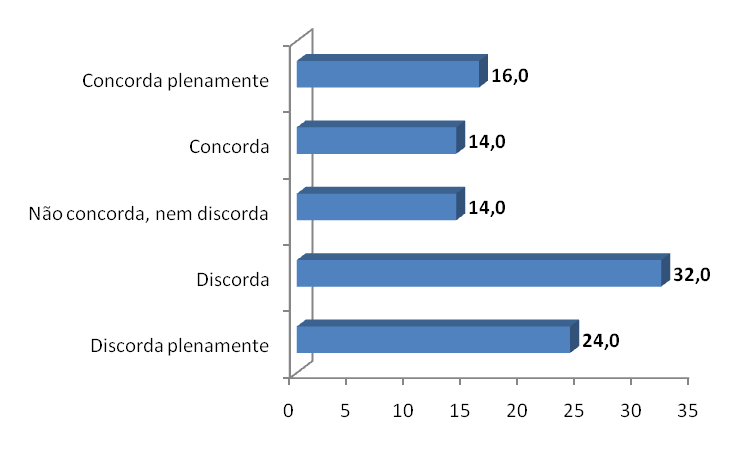 Concorda plenamente 16,0
Concorda 14,0
Não concorda, nem discorda 14,0
Discorda 32,0
Discorda plenamente 24,0
0 5 10 15 20 25 30 35